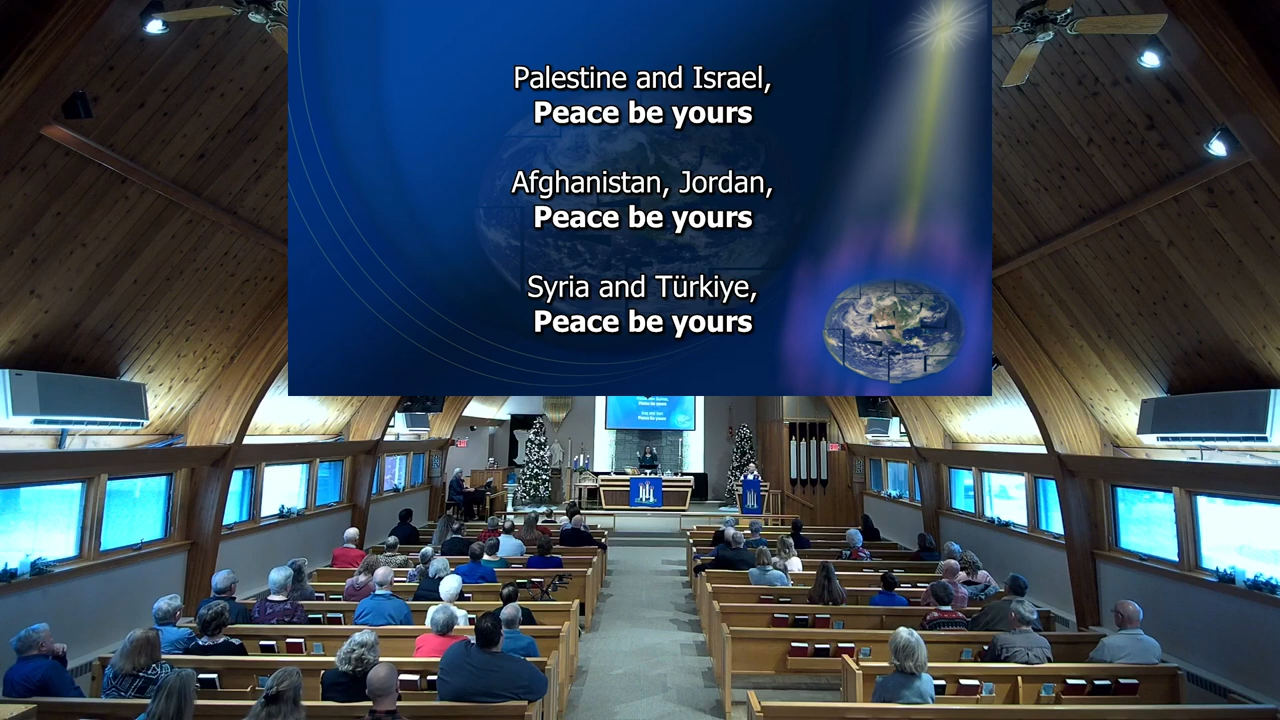 Palestine and Israel,
Peace be yours
Afghanistan, Jordan,
Peace be yours
Syria and Türkiye,
Peace be yours